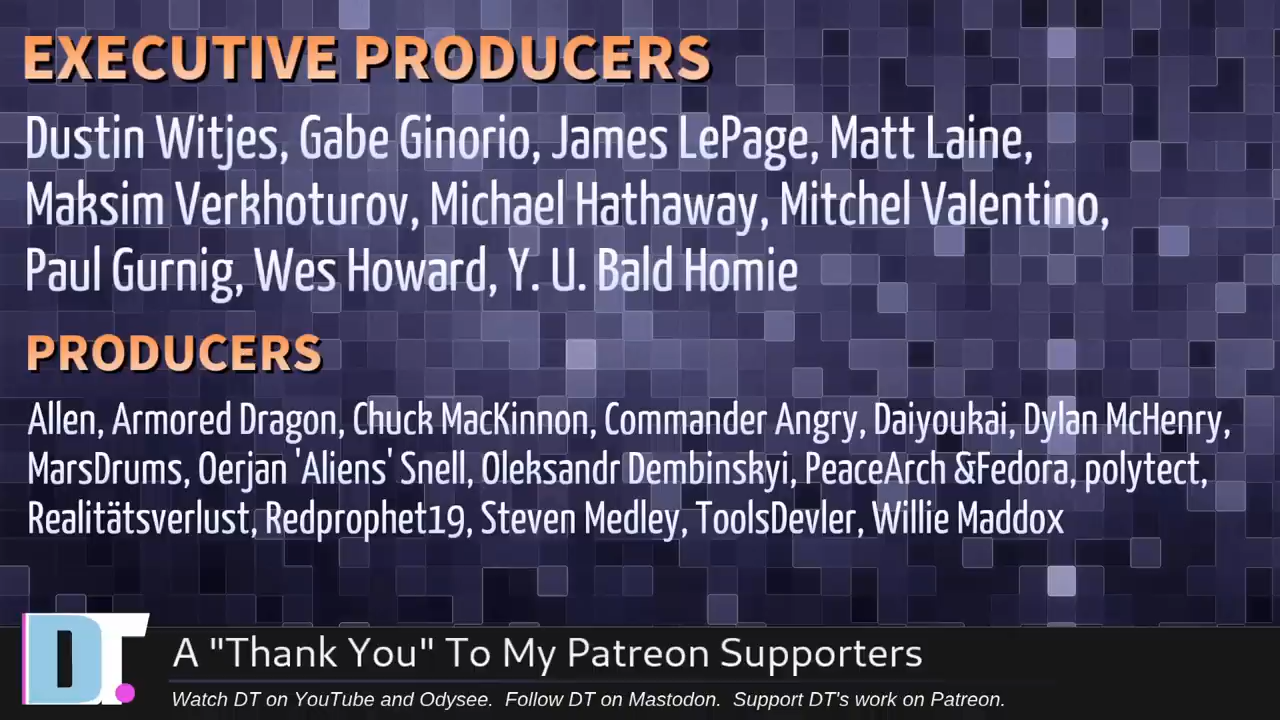 EXECUTIVE PRODUCERS
Dustin Witjes, Gabe Ginorio, James LePage, Matt Laine,
Maksim Verkhoturov, Michael Hathaway, Mitchel Valentino,
Paul Gurnig, Wes Howard, Y. U. Bald Homie
PRODUCERS
Allen, Armored Dragon, Chuck MacKinnon, Commander Angry, Daiyoukai, Dylan McHenry,
MarsDrums, Oerjan 'Aliens' Snell, Oleksandr Dembinskyi, PeaceArch &Fedora, polytect,
Realitätsverlust, Redprophet19, Steven Medley, ToolsDevler, Willie Maddox
DT
A "Thank You" To My Patreon Supporters
Watch DT on YouTube and Odysee.  Follow DT on Mastodon.  Support DT's work on Patreon.